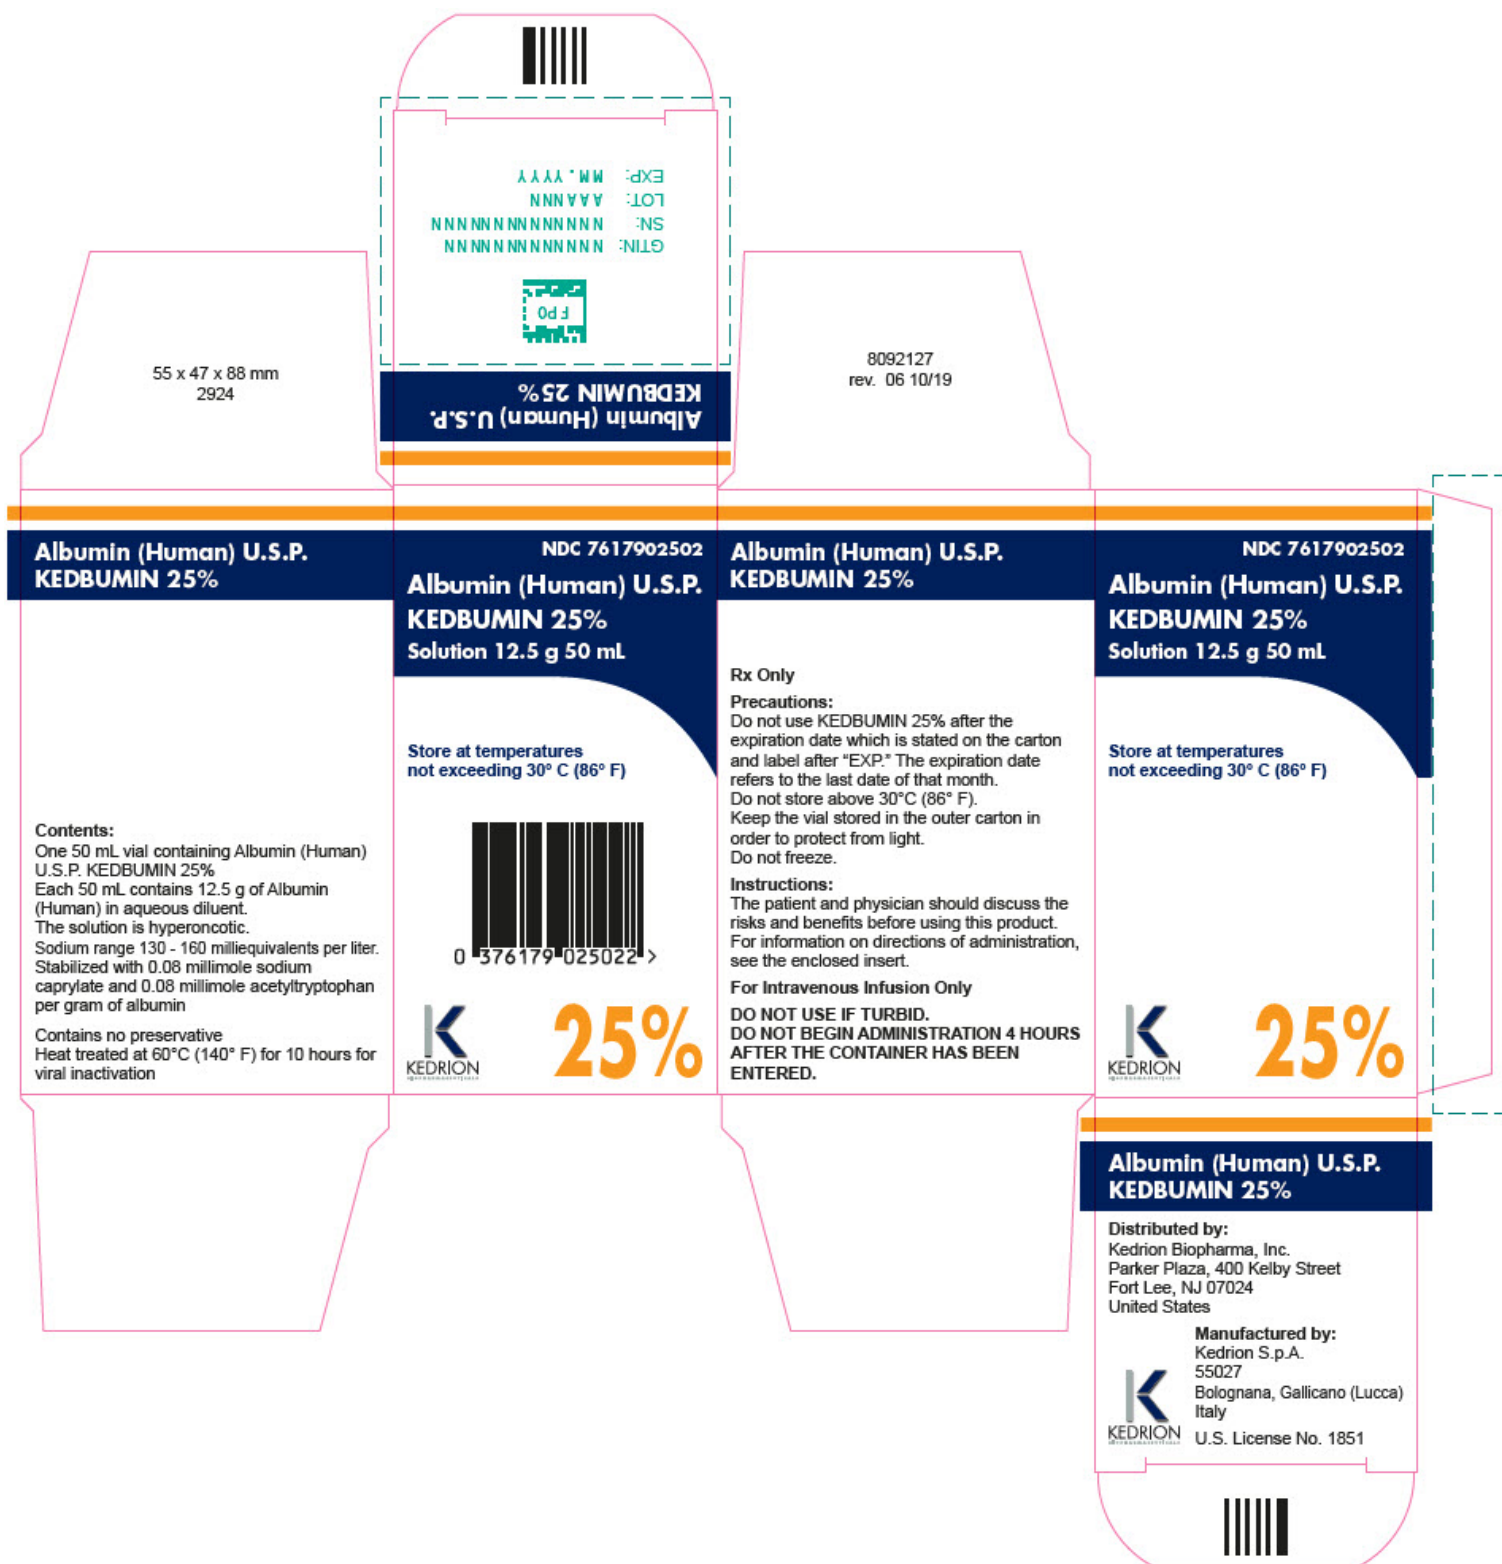 EXP: MM.YYYY
LOT: AAANNN
SN: NNNNNNNNNNNNNN
GTIN: NNNNNNNNNNNNN
FPO
Albumin (Human) U.S.P.
KEDBUMIN 25%
55 x 47 x 88 mm
2924
8092127
rev. 06 10/19
Albumin (Human) U.S.P.
KEDBUMIN 25%
Contents:
One 50 mL vial containing Albumin (Human)
U.S.P. KEDBUMIN 25%
Each 50 mL contains 12.5 g of Albumin
(Human) in aqueous diluent.
The solution is hyperoncotic.
Sodium range 130 - 160 milliequivalents per liter.
Stabilized with 0.08 millimole sodium
caprylate and 0.08 millimole acetyltryptophan
per gram of albumin
Contains no preservative
Heat treated at 60°C (140° F) for 10 hours for
viral inactivation
NDC 7617902502
Albumin (Human) U.S.P.
KEDBUMIN 25%
Solution 12.5 g 50 mL
Store at temperatures
not exceeding 30º C (86º F)
0 376179 025022 >
KEDRION
25%
Albumin (Human) U.S.P.
KEDBUMIN 25%
Rx Only
Precautions:
Do not use KEDBUMIN 25% after the
expiration date which is stated on the carton
and label after “EXP.” The expiration date
refers to the last date of that month.
Do not store above 30°C (86° F).
Keep the vial stored in the outer carton in
order to protect from light.
Do not freeze.
Instructions:
The patient and physician should discuss the
risks and benefits before using this product.
For information on directions of administration,
see the enclosed insert.
For Intravenous Infusion Only
DO NOT USE IF TURBID.
DO NOT BEGIN ADMINISTRATION 4 HOURS
AFTER THE CONTAINER HAS BEEN
ENTERED.
NDC 7617902502
Albumin (Human) U.S.P.
KEDBUMIN 25%
Solution 12.5 g 50 mL
Store at temperatures
not exceeding 30º C (86º F)
KEDRION
25%
Albumin (Human) U.S.P.
KEDBUMIN 25%
Distributed by:
Kedrion Biopharma, Inc.
Parker Plaza, 400 Kelby Street
Fort Lee, NJ 07024
United States
Manufactured by:
Kedrion S.p.A.
55027
Bolognana, Gallicano (Lucca)
Italy
U.S. License No. 1851
KEDRION